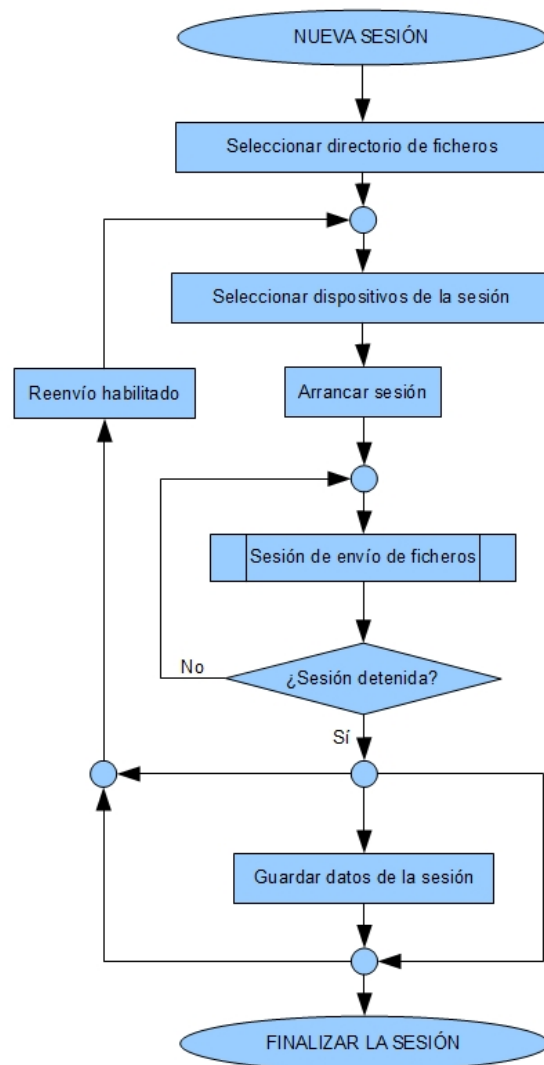 NUEVA SESIÓN
Seleccionar directorio de ficheros
Seleccionar dispositivos de la sesión
Reenvío habilitado
Arrancar sesión
Sesión de envío de ficheros
No
¿Sesión detenida?
Sí
Guardar datos de la sesión
FINALIZAR LA SESIÓN